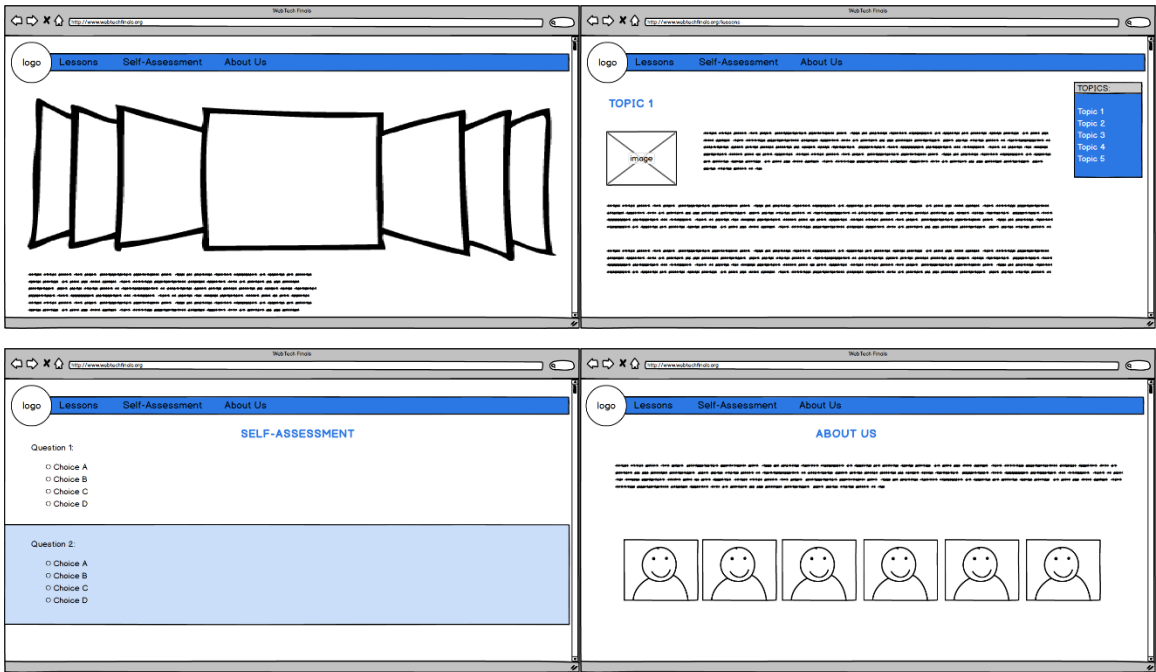 WebTech Finals
http://www.webtechfinals.org
logo Lessons Self-Assessment About Us
WebTech Finals
http://www.webtechfinals.org/lessons
logo Lessons Self-Assessment About Us
TOPIC 1
image
TOPICS:
Topic 1
Topic 2
Topic 3
Topic 4
Topic 5
WebTech Finals
http://www.webtechfinals.org
logo Lessons Self-Assessment About Us
SELF-ASSESSMENT
Question 1:
Choice A
Choice B
Choice C
Choice D
Question 2:
Choice A
Choice B
Choice C
Choice D
WebTech Finals
http://www.webtechfinals.org
logo Lessons Self-Assessment About Us
ABOUT US